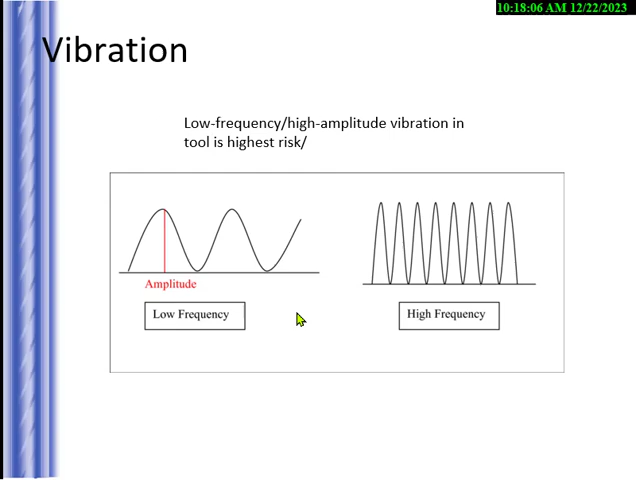 10:18:06 AM 12/22/2023
Vibration
Low-frequency/high-amplitude vibration in
tool is highest risk/
Amplitude
Low Frequency
High Frequency